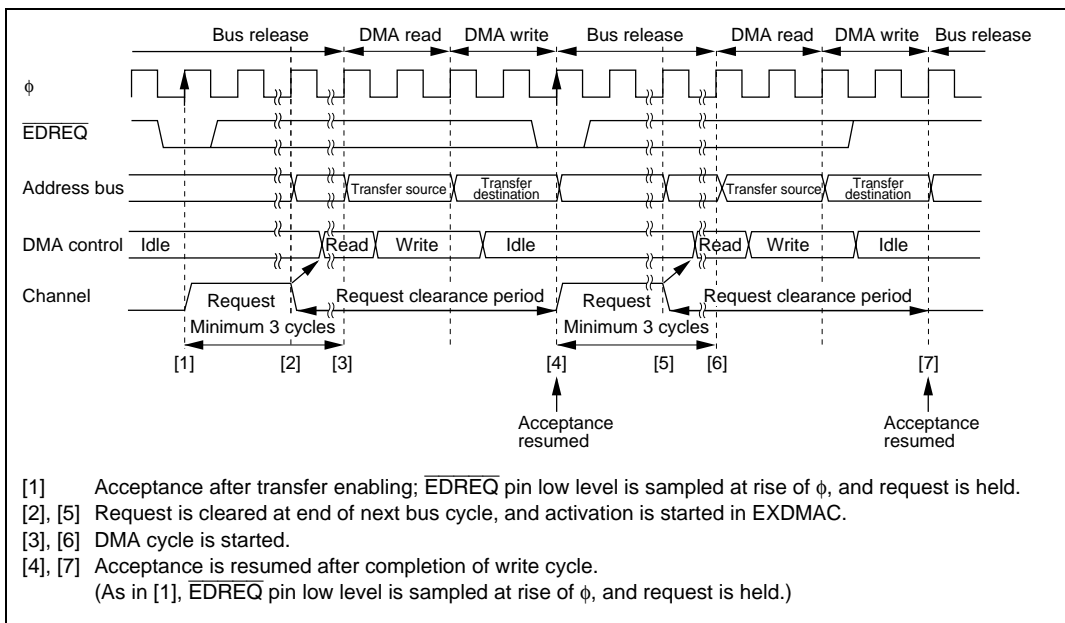 Bus release DMA read DMA write Bus release DMA read DMA write Bus release
φ
EDREQ
Address bus Transfer source Transfer destination Transfer source Transfer destination
DMA control Idle Read Write Idle Read Write Idle
Channel Request Request clearance period Request Request clearance period
Minimum 3 cycles Minimum 3 cycles
[1] [2] [3] [4] [5] [6] [7]
Acceptance resumed Acceptance resumed
[1] Acceptance after transfer enabling; EDREQ pin low level is sampled at rise of φ, and request is held.
[2], [5] Request is cleared at end of next bus cycle, and activation is started in EXDMAC.
[3], [6] DMA cycle is started.
[4], [7] Acceptance is resumed after completion of write cycle.
(As in [1], EDREQ pin low level is sampled at rise of φ, and request is held.)